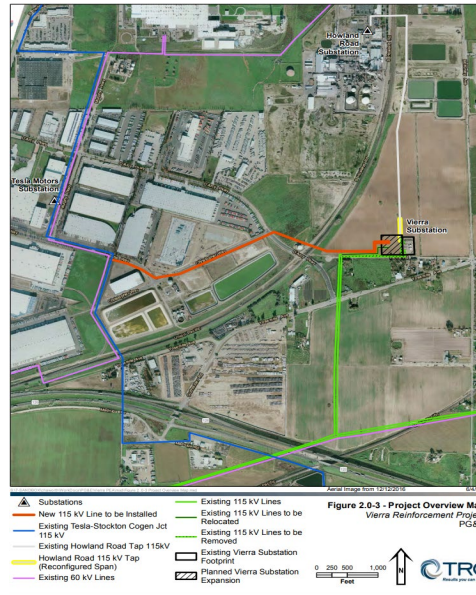 Howland
Road
Substation
Tesla Motors
Substation
Vierra
Substation
Aerial Image from 12/12/2016
Substations
New 115 kV Line to be Installed
Existing Tesla-Stockton Cogen Jct
115 kV
Existing Howland Road Tap 115kV
Howland Road 115 kV Tap
(Reconfigured Span)
Existing 60 kV Lines
Existing 115 kV Lines
Existing 115 kV Lines to be
Relocated
Existing 115 kV Lines to be
Removed
Existing Vierra Substation
Footprint
Planned Vierra Substation
Expansion
Figure 2.0-3 - Project Overview Ma
Vierra Reinforcement Proje
PG&
0 250 500 1,000
Feet
N
TRC
Results you can